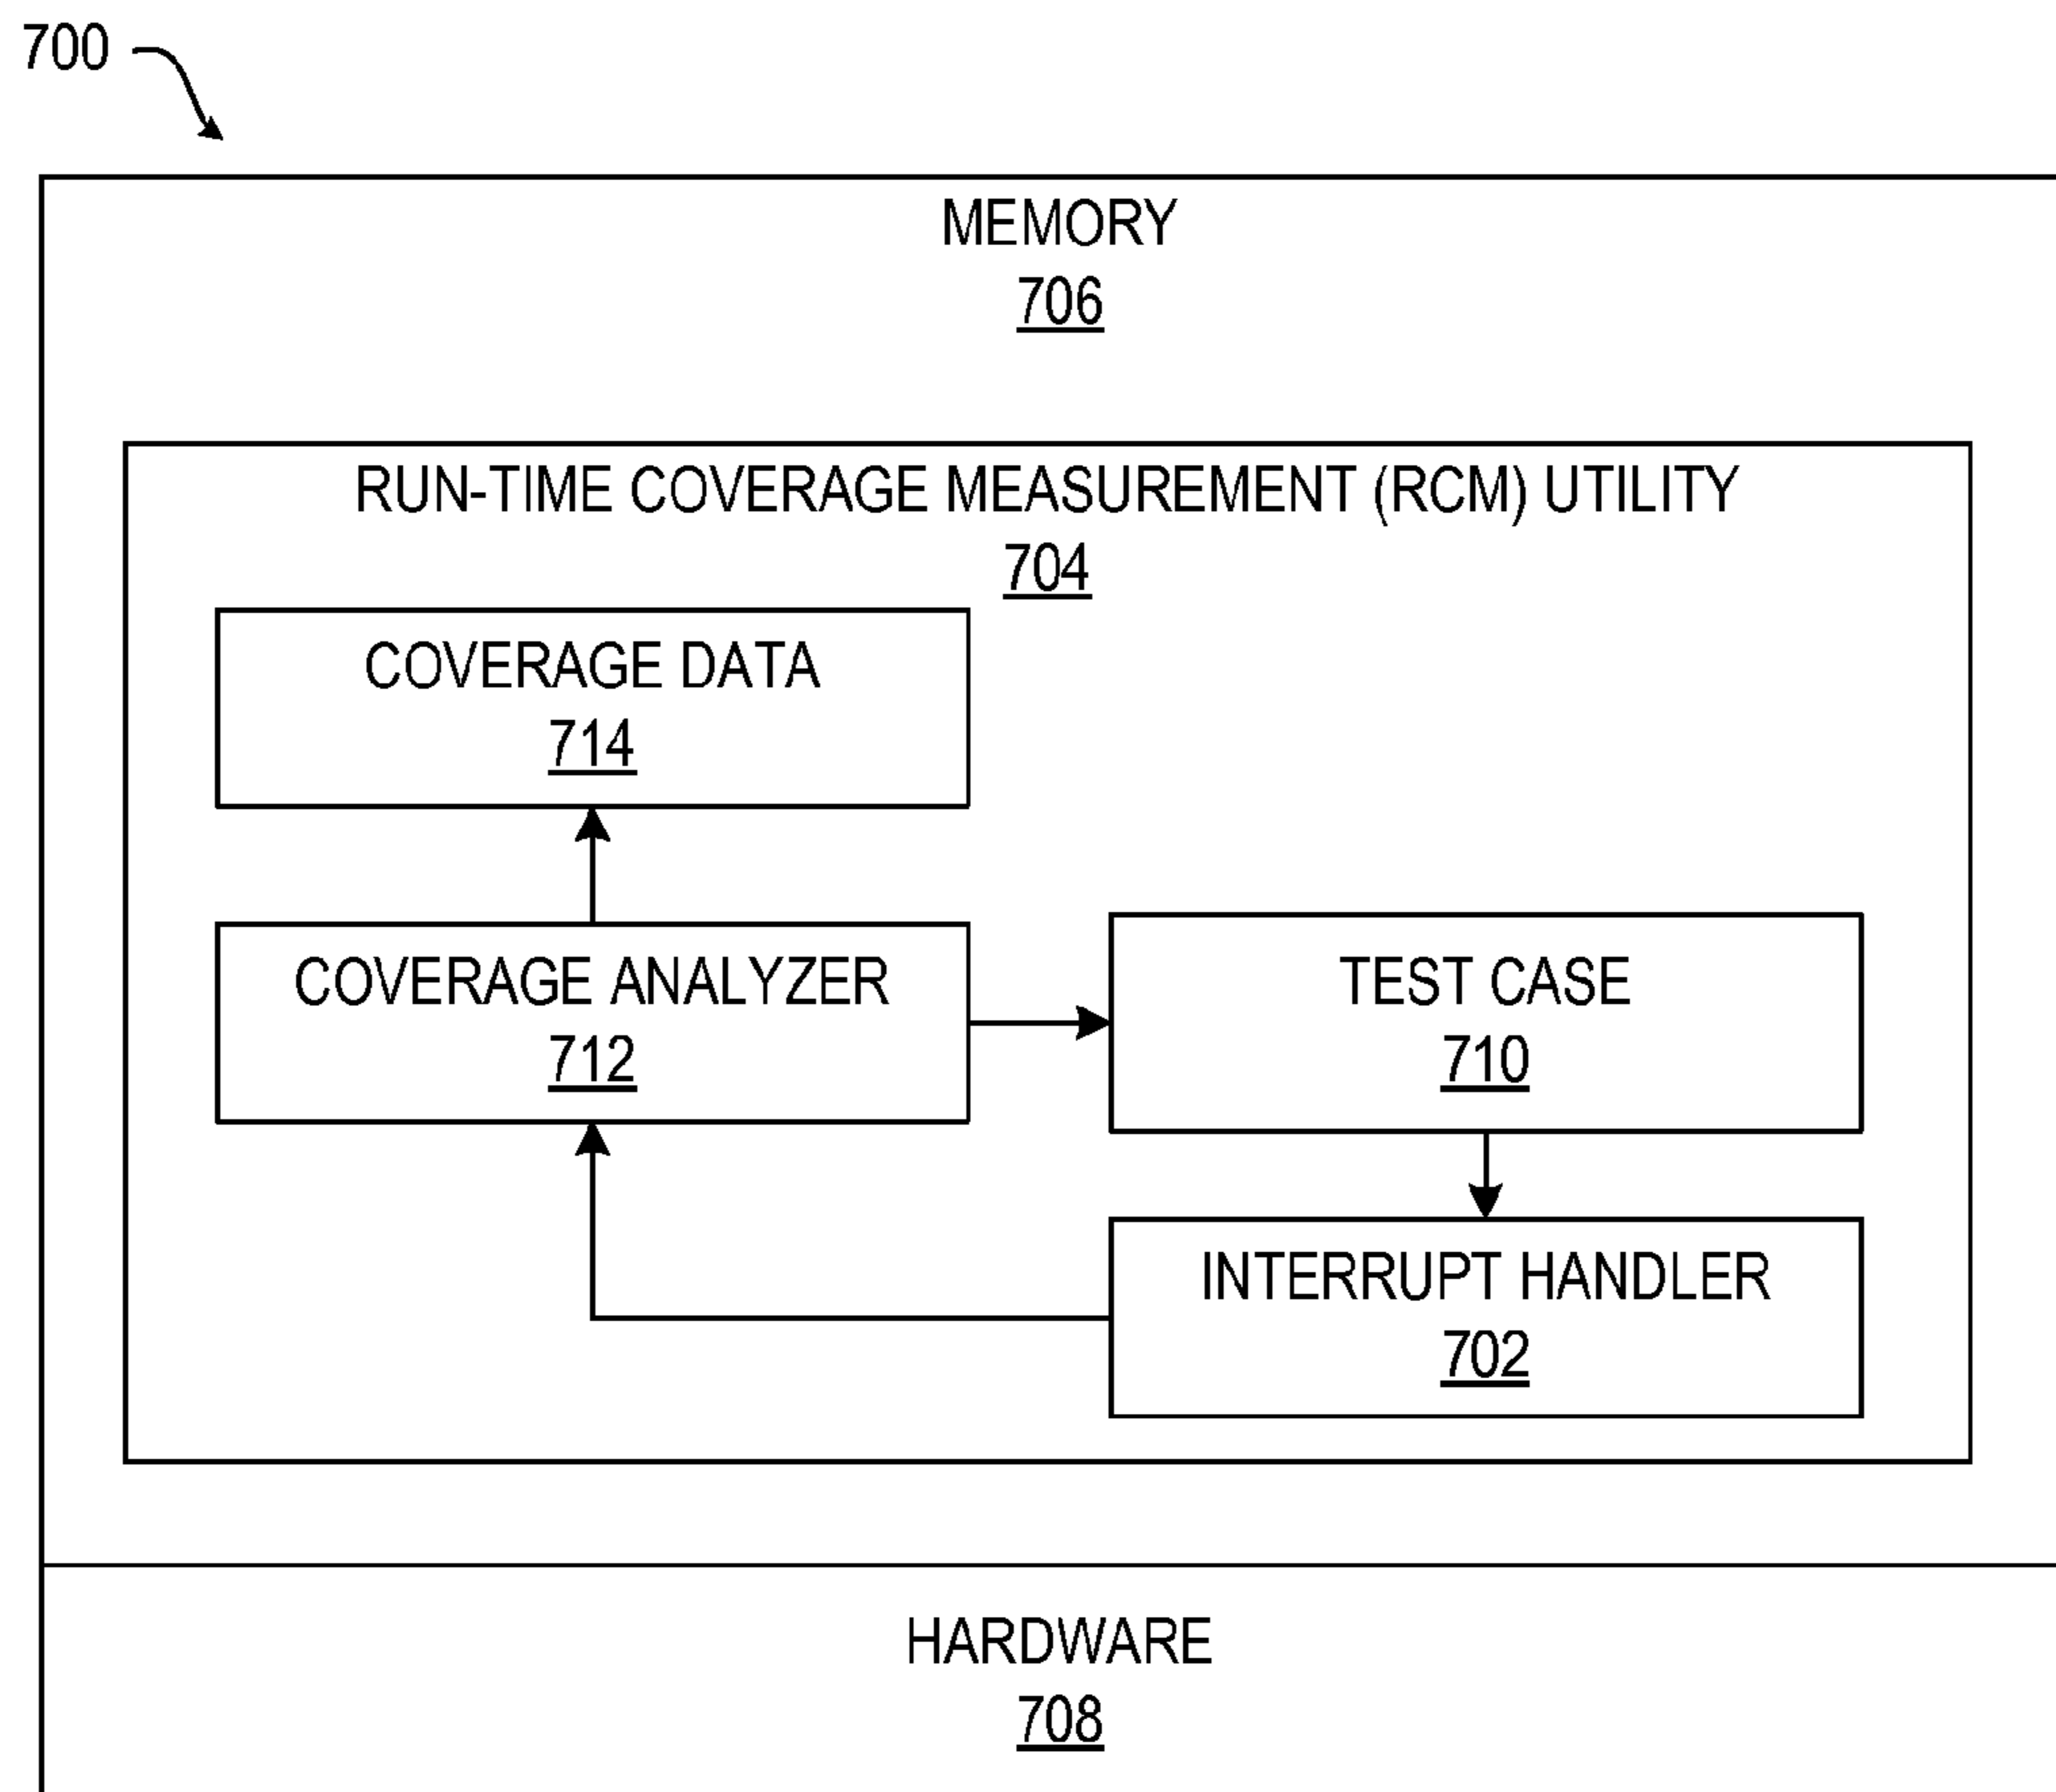 700
MEMORY
706
RUN-TIME COVERAGE MEASUREMENT (RCM) UTILITY
704
COVERAGE DATA
714
COVERAGE ANALYZER
712
TEST CASE
710
INTERRUPT HANDLER
702
HARDWARE
708